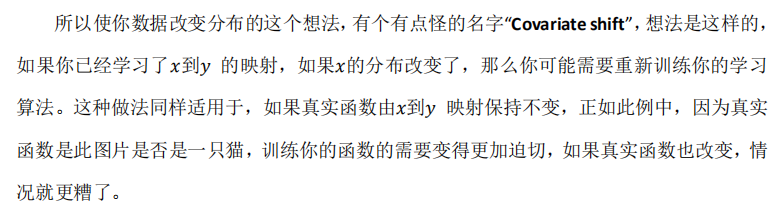 所以使你数据改变分布的这个想法，有个有点怪的名字“Covariate shift”，想法是这样的，
如果你已经学习了x到y 的映射，如果x的分布改变了，那么你可能需要重新训练你的学习
算法。这种做法同样适用于，如果真实函数由x到y 映射保持不变，正如此例中，因为真实
函数是此图片是否是一只猫，训练你的函数的需要变得更加迫切，如果真实函数也改变，情
况就更糟了。